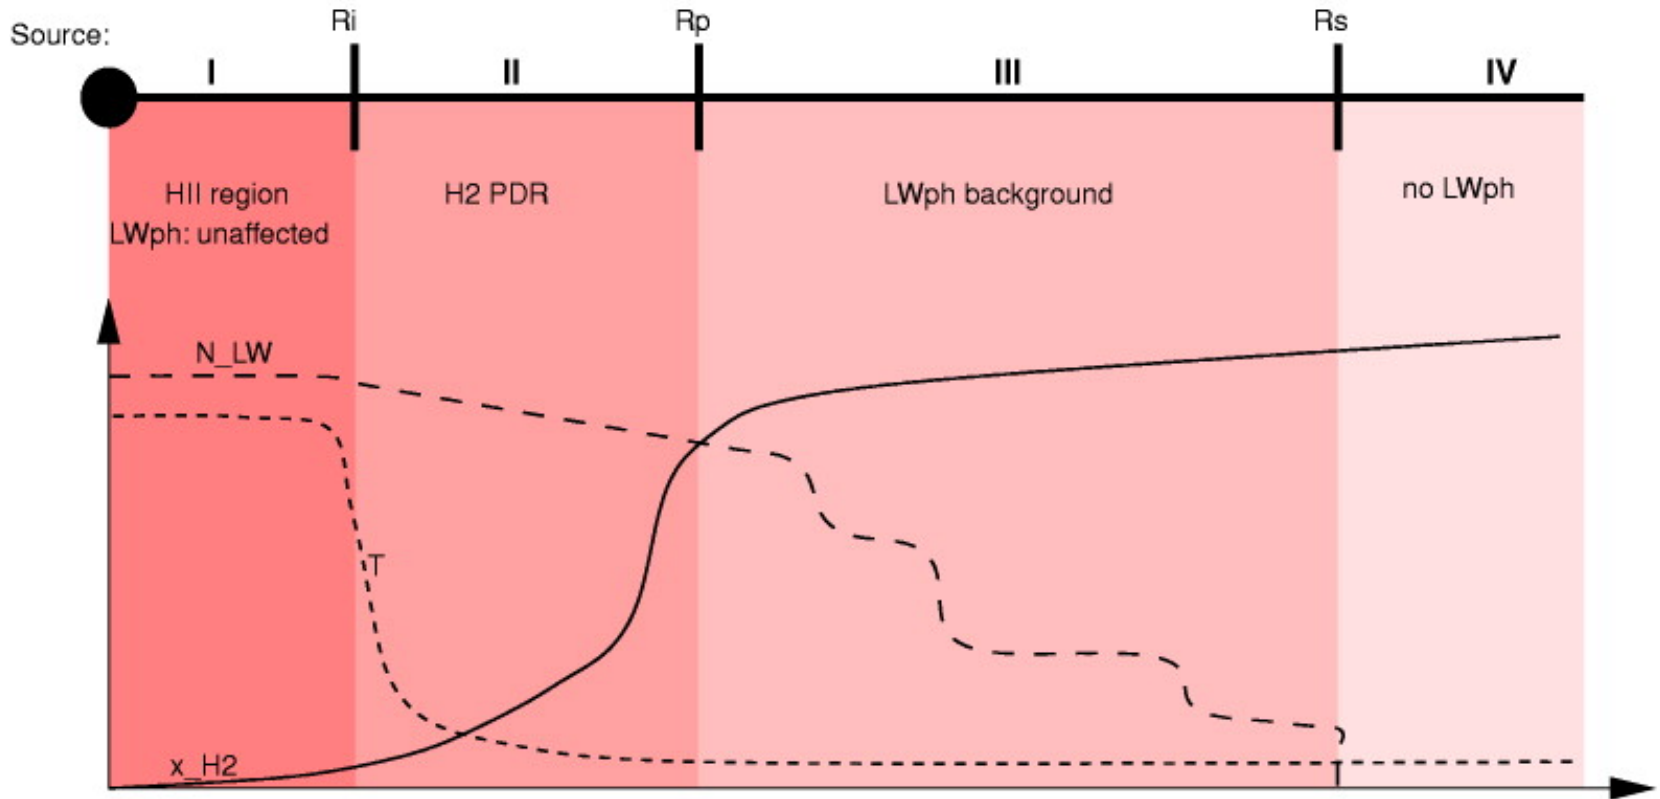 Source:
Ri
Rp
Rs
I
II
III
IV
HII region
LWph: unaffected
H2 PDR
LWph background
no LWph
N_LW
T
x_H2